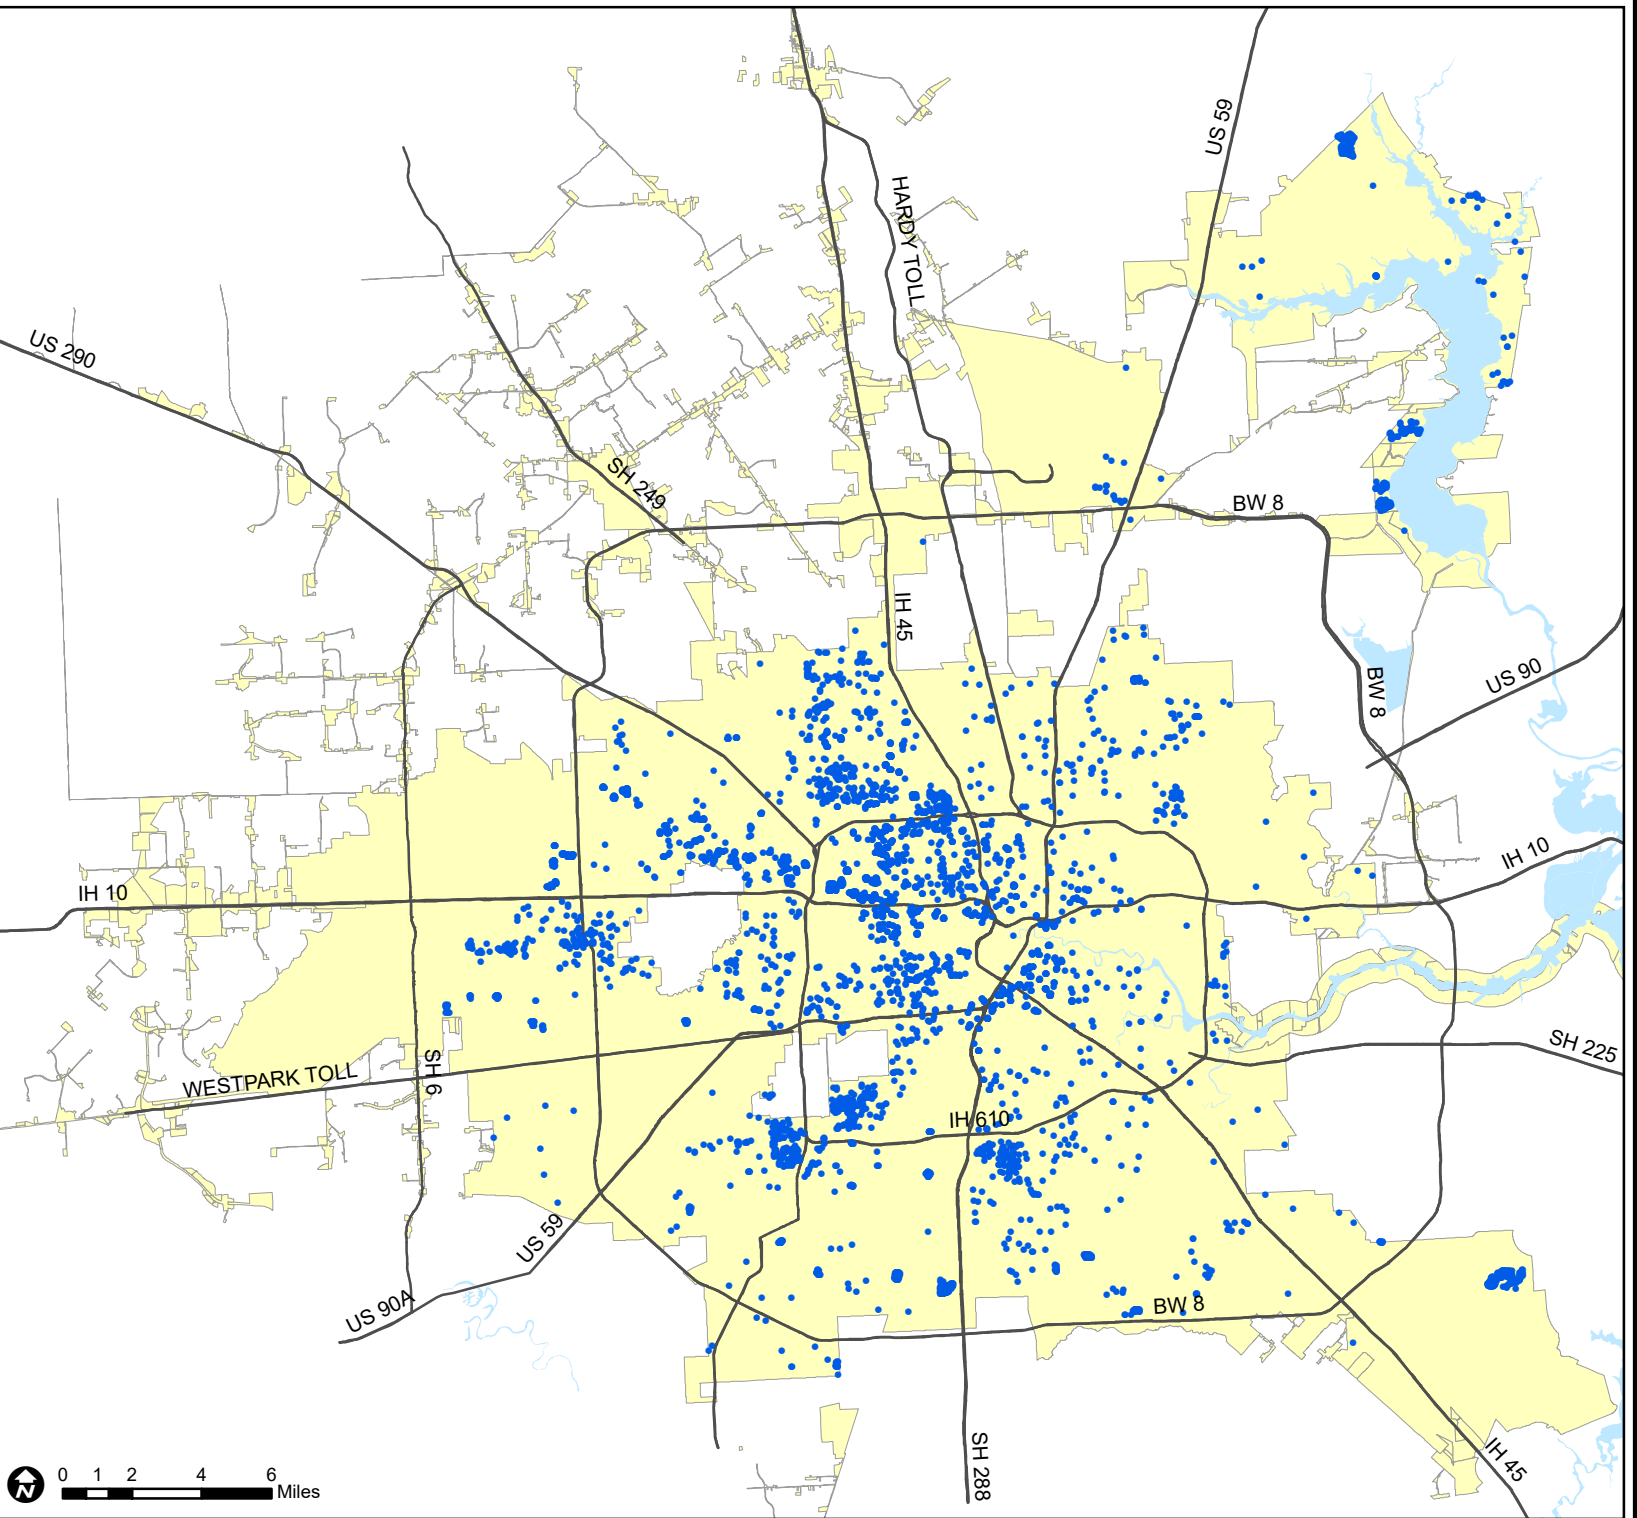 US 59
HARDY TOLL
US 290
SH 249
BW 8
IH 45
BW 8
US 90
IH 10
IH 10
SH 225
SH 6
WESTPARK TOLL
IH 610
US 59
US 90A
BW 8
SH 288
IH 45
N
0 1 2 4 6
Miles